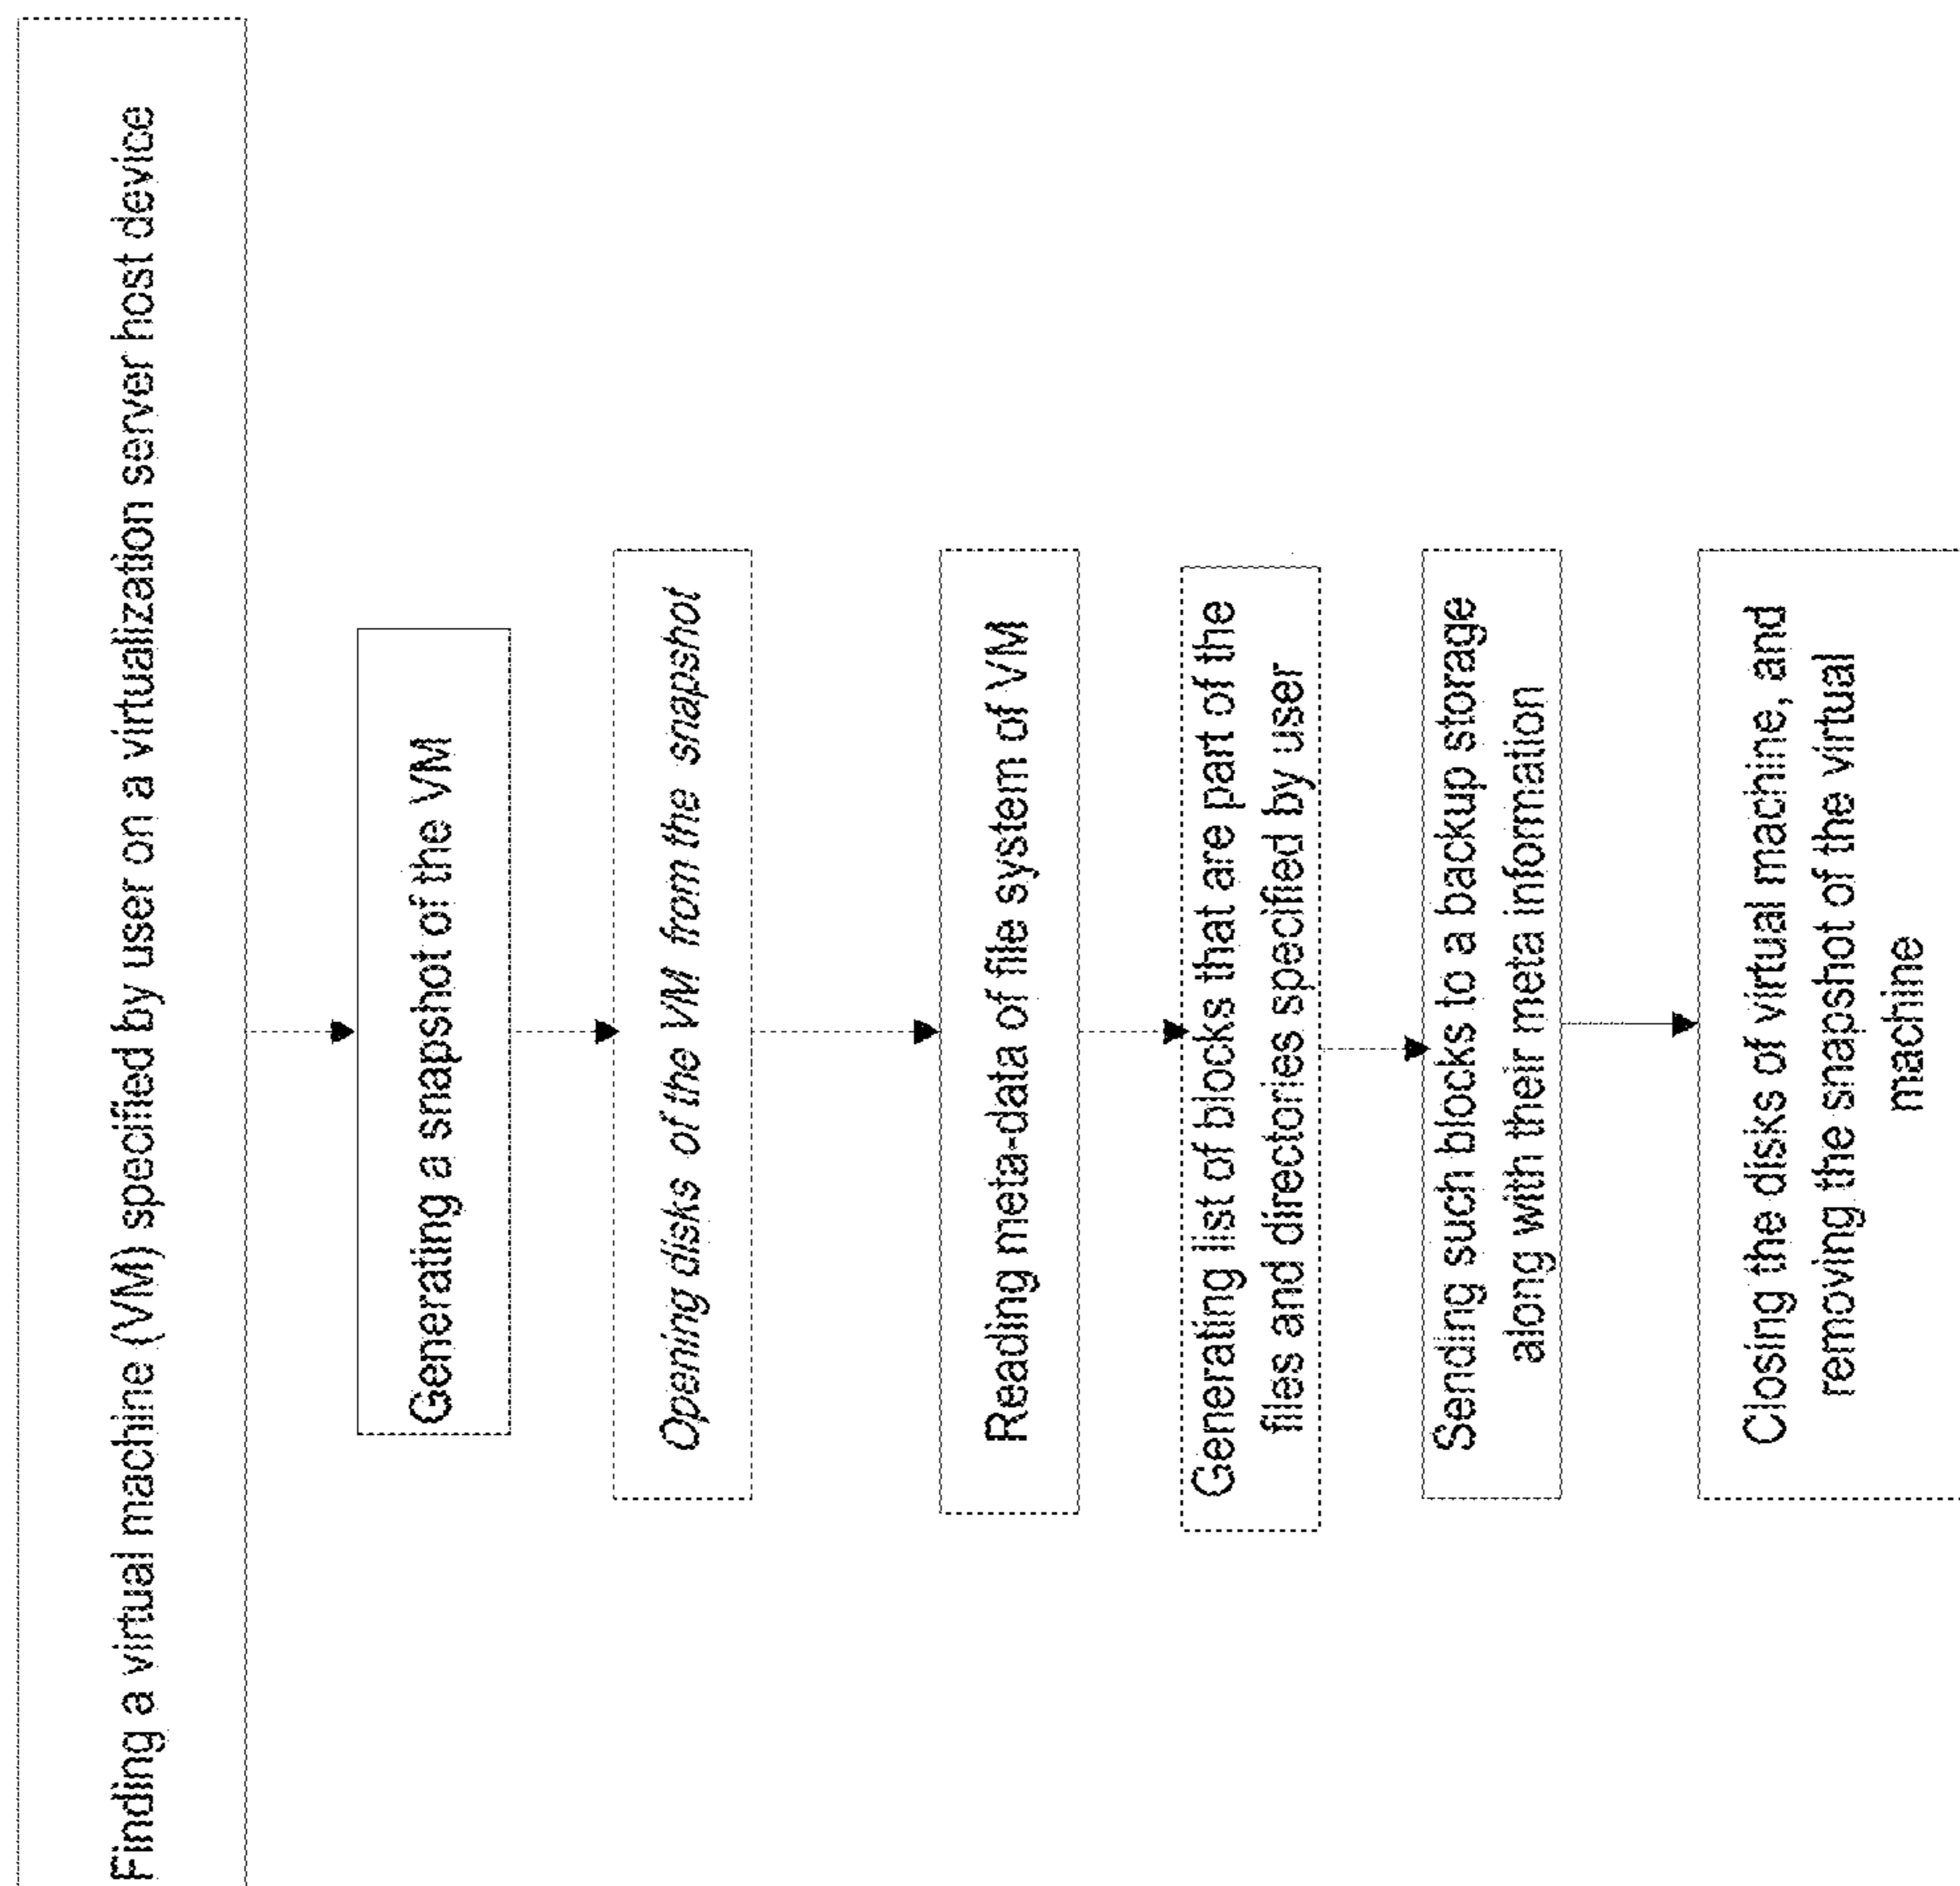 Finding a virtual machine (VM) specified by user on a virtualization server host device
Generating a snapshot of the VM
Opening disks of the VM from the snapshot
Reading meta-data of file system of VM
Generating list of blocks that are part of the
files and directories specified by user
Sending such blocks to a backup storage
along with their meta information
Closing the disks of virtual machine, and
removing the snapshot of the virtual
machine